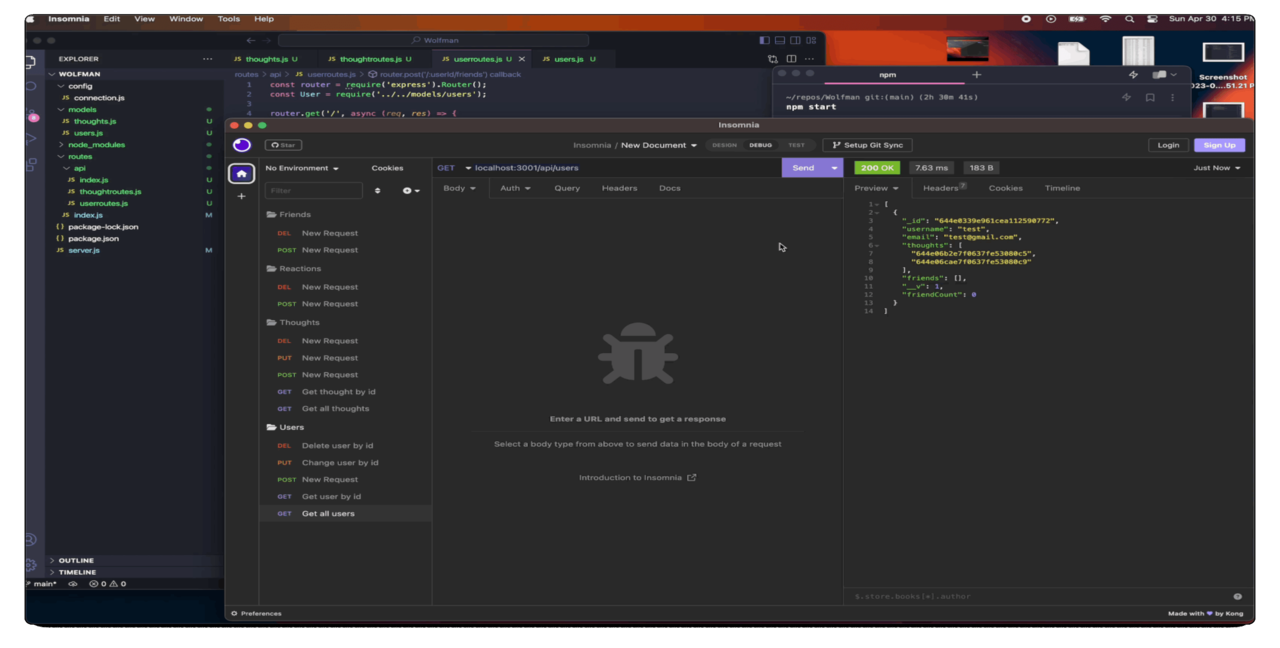 Insomnia Edit View Window Tools Help
Sun Apr 30 4:15 PM
Wolfman
EXPLORER
WOLFMAN
config
JS connection.js
models
JS thoughts.js U
JS users.js U
node_modules
routes
api
JS index.js U
JS thoughtroutes.js U
JS userroutes.js U
JS index.js M
{} package-lock.json
{} package.json
JS server.js M
OUTLINE
TIMELINE
main* 0 0
JS thoughts.js U JS thoughtroutes.js U JS userroutes.js U JS users.js U
routes > api > JS userroutes.js > router.post('/:userId/friends') callback
1 const router = require('express').Router();
2 const User = require('../../models/users');
3
4 router.get('/', async (req, res) => {
npm
~/repos/Wolfman git:(main) (2h 30m 41s)
npm start
Screenshot
023-0....51.21 P
Insomnia
Star
Insomnia / New Document
DESIGN DEBUG TEST
Setup Git Sync
Login
Sign Up
No Environment
Cookies
Filter
Friends
DEL New Request
POST New Request
Reactions
DEL New Request
POST New Request
Thoughts
DEL New Request
PUT New Request
POST New Request
GET Get thought by id
GET Get all thoughts
Users
DEL Delete user by id
PUT Change user by id
POST New Request
GET Get user by id
GET Get all users
Preferences
GET localhost:3001/api/users
Send
Body Auth Query Headers Docs
Enter a URL and send to get a response
Select a body type from above to send data in the body of a request
Introduction to Insomnia
200 OK 7.63 ms 183 B
Just Now
Preview Headers 7 Cookies Timeline
1 [
2 {
3 "_id": "644e0339e961cea112590772",
4 "username": "test",
5 "email": "test@gmail.com",
6 "thoughts": [
7 "644e06b2e7f0637fe53080c5",
8 "644e06cae7f0637fe53080c9"
9 ],
10 "friends": [],
11 "__v": 1,
12 "friendCount": 0
13 }
14 ]
$.store.books[*].author
Made with by Kong